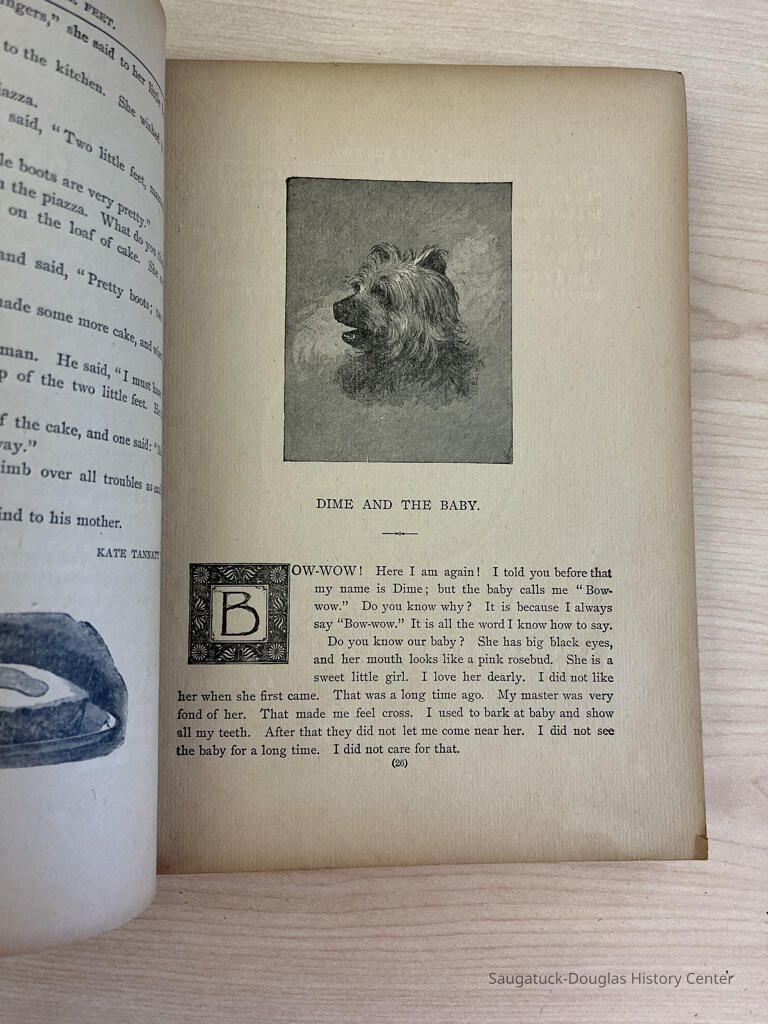 FEET.
ingers," she said to her little
to the kitchen. She
iazza.
said, "Two little feet,
le boots are very pretty."
the piazza. What do you
on the loaf of cake. She
and said, "Pretty boots;
made some more cake, and
man. He said, "I must
p of the two little feet.
f the cake, and one said:
way."
imb over all troubles as
ind to his mother.
KATE
DIME AND THE BABY.
BOW-WOW! Here I am again! I told you before that
my name is Dime; but the baby calls me "Bow-
wow." Do you know why? It is because I always
say "Bow-wow." It is all the word I know how to say.
Do you know our baby? She has big black eyes,
and her mouth looks like a pink rosebud. She is a
sweet little girl. I love her dearly. I did not like
her when she first came. That was a long time ago. My master was very
fond of her. That made me feel cross. I used to bark at baby and show
all my teeth. After that they did not let me come near her. I did not see
the baby for a long time. I did not care for that.
(26)
Saugatuck-Douglas History Center